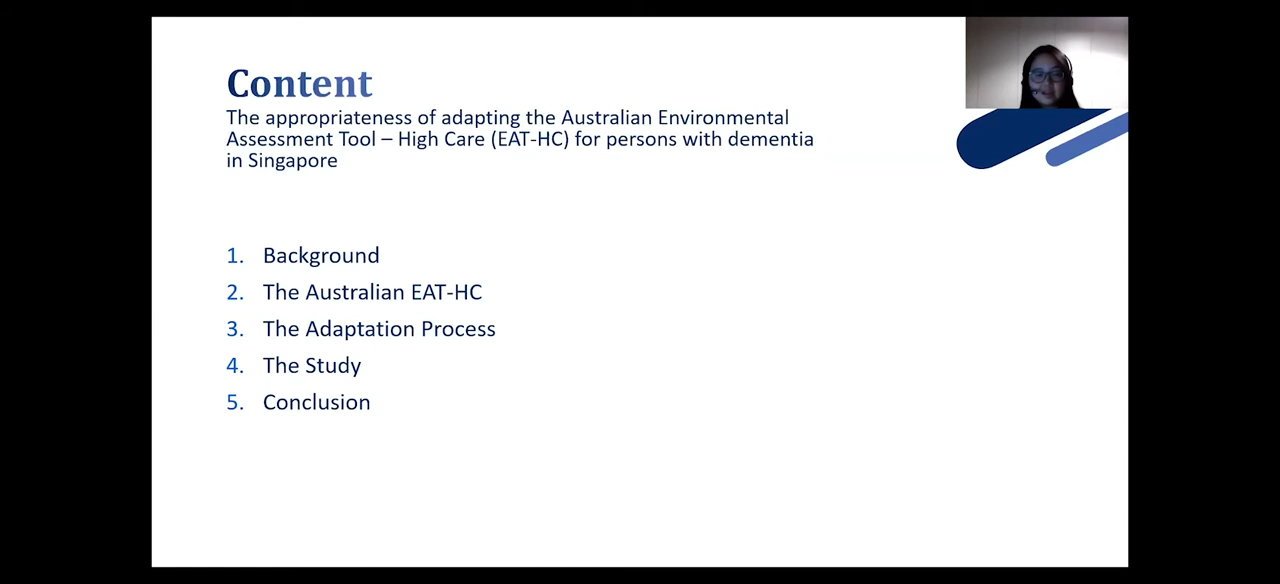 Content
The appropriateness of adapting the Australian Environmental
Assessment Tool – High Care (EAT-HC) for persons with dementia
in Singapore
1. Background
2. The Australian EAT-HC
3. The Adaptation Process
4. The Study
5. Conclusion